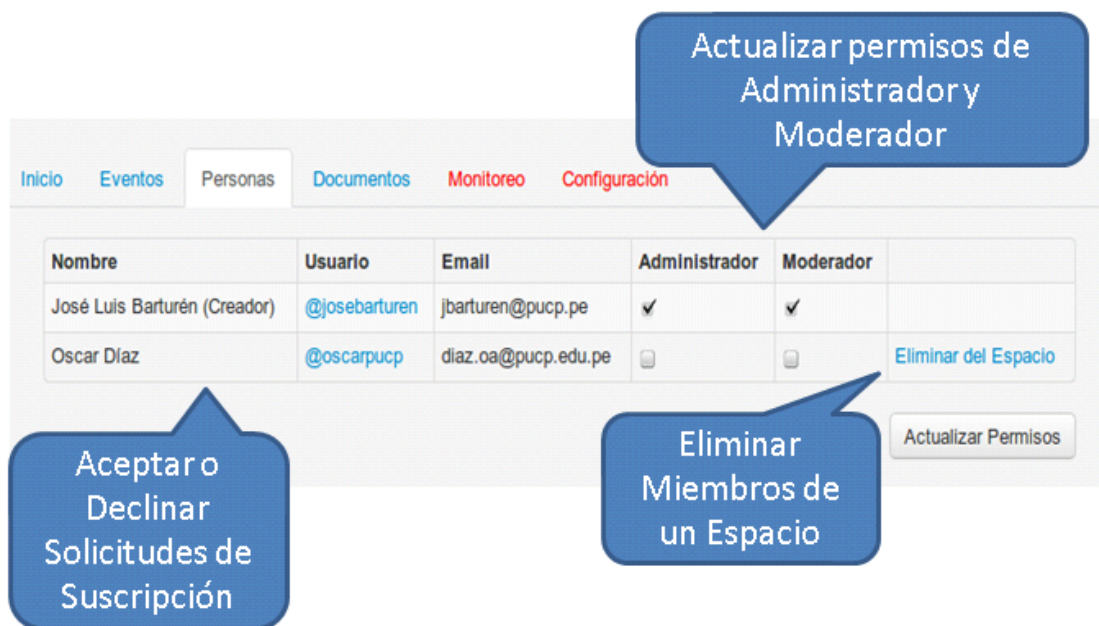 Actualizar permisos de
Administrador y
Moderador
Inicio Eventos Personas Documentos Monitoreo Configuración
Nombre Usuario Email Administrador Moderador
José Luis Barturén (Creador) @josebarturen jbarturen@pucp.pe
Oscar Díaz @oscarpucp diaz.oa@pucp.edu.pe Eliminar del Espacio
Actualizar Permisos
Aceptar o
Declinar
Solicitudes de
Suscripción
Eliminar
Miembros de
un Espacio